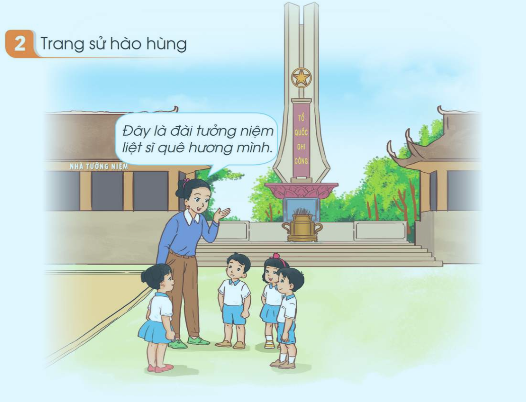 2 Trang sử hào hùng
Đây là đài tưởng niệm
liệt sĩ quê hương mình.
TỔ
QUỐC
GHI
CÔNG
NHÀ TƯỞNG NIỆM